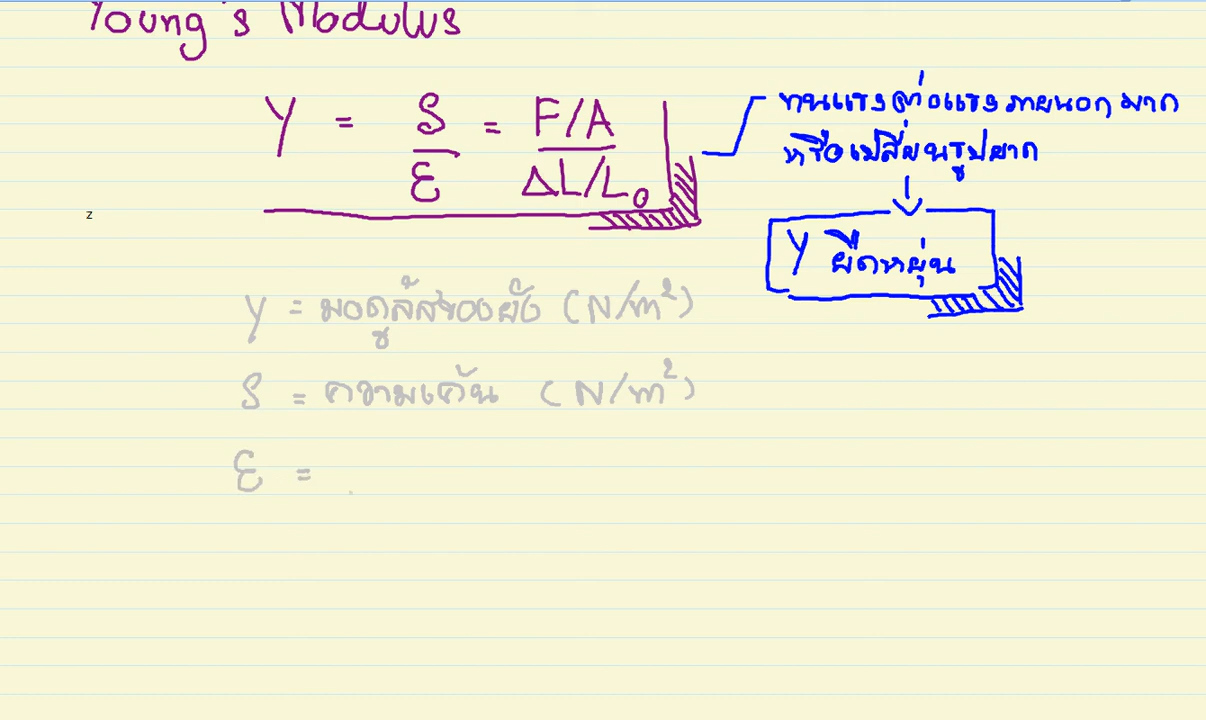 Young's Modulus
Y = S/ε = F/A / ΔL/L₀
ทนแรงต่อแรงภายนอกมาก
หรือเปลี่ยนรูปยาก
Y ยืดหยุ่น
z
Y = มอดูลัสของยัง (N/m²)
S = ความเค้น (N/m²)
ε =